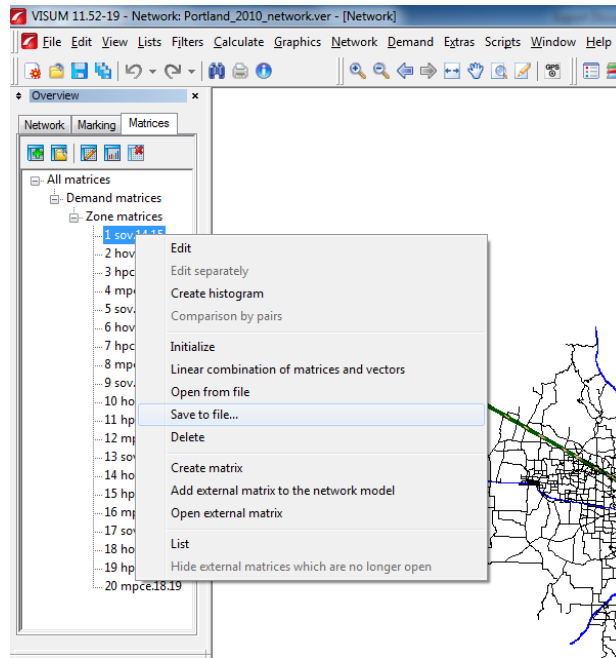 VISUM 11.52-19 - Network: Portland_2010_network.ver - [Network]
File Edit View Lists Filters Calculate Graphics Network Demand Extras Scripts Window Help
GPS
Overview
Network Marking Matrices
All matrices
Demand matrices
Zone matrices
1 sov.14.15
2 hov
3 hpc
4 mp
5 sov.
6 hov
7 hpc
8 mp
9 sov.
10 ho
11 hp
12 m
13 so
14 ho
15 hp
16 m
17 so
18 ho
19 hp
20 mpce.18.19
Edit
Edit separately
Create histogram
Comparison by pairs
Initialize
Linear combination of matrices and vectors
Open from file
Save to file...
Delete
Create matrix
Add external matrix to the network model
Open external matrix
List
Hide external matrices which are no longer open